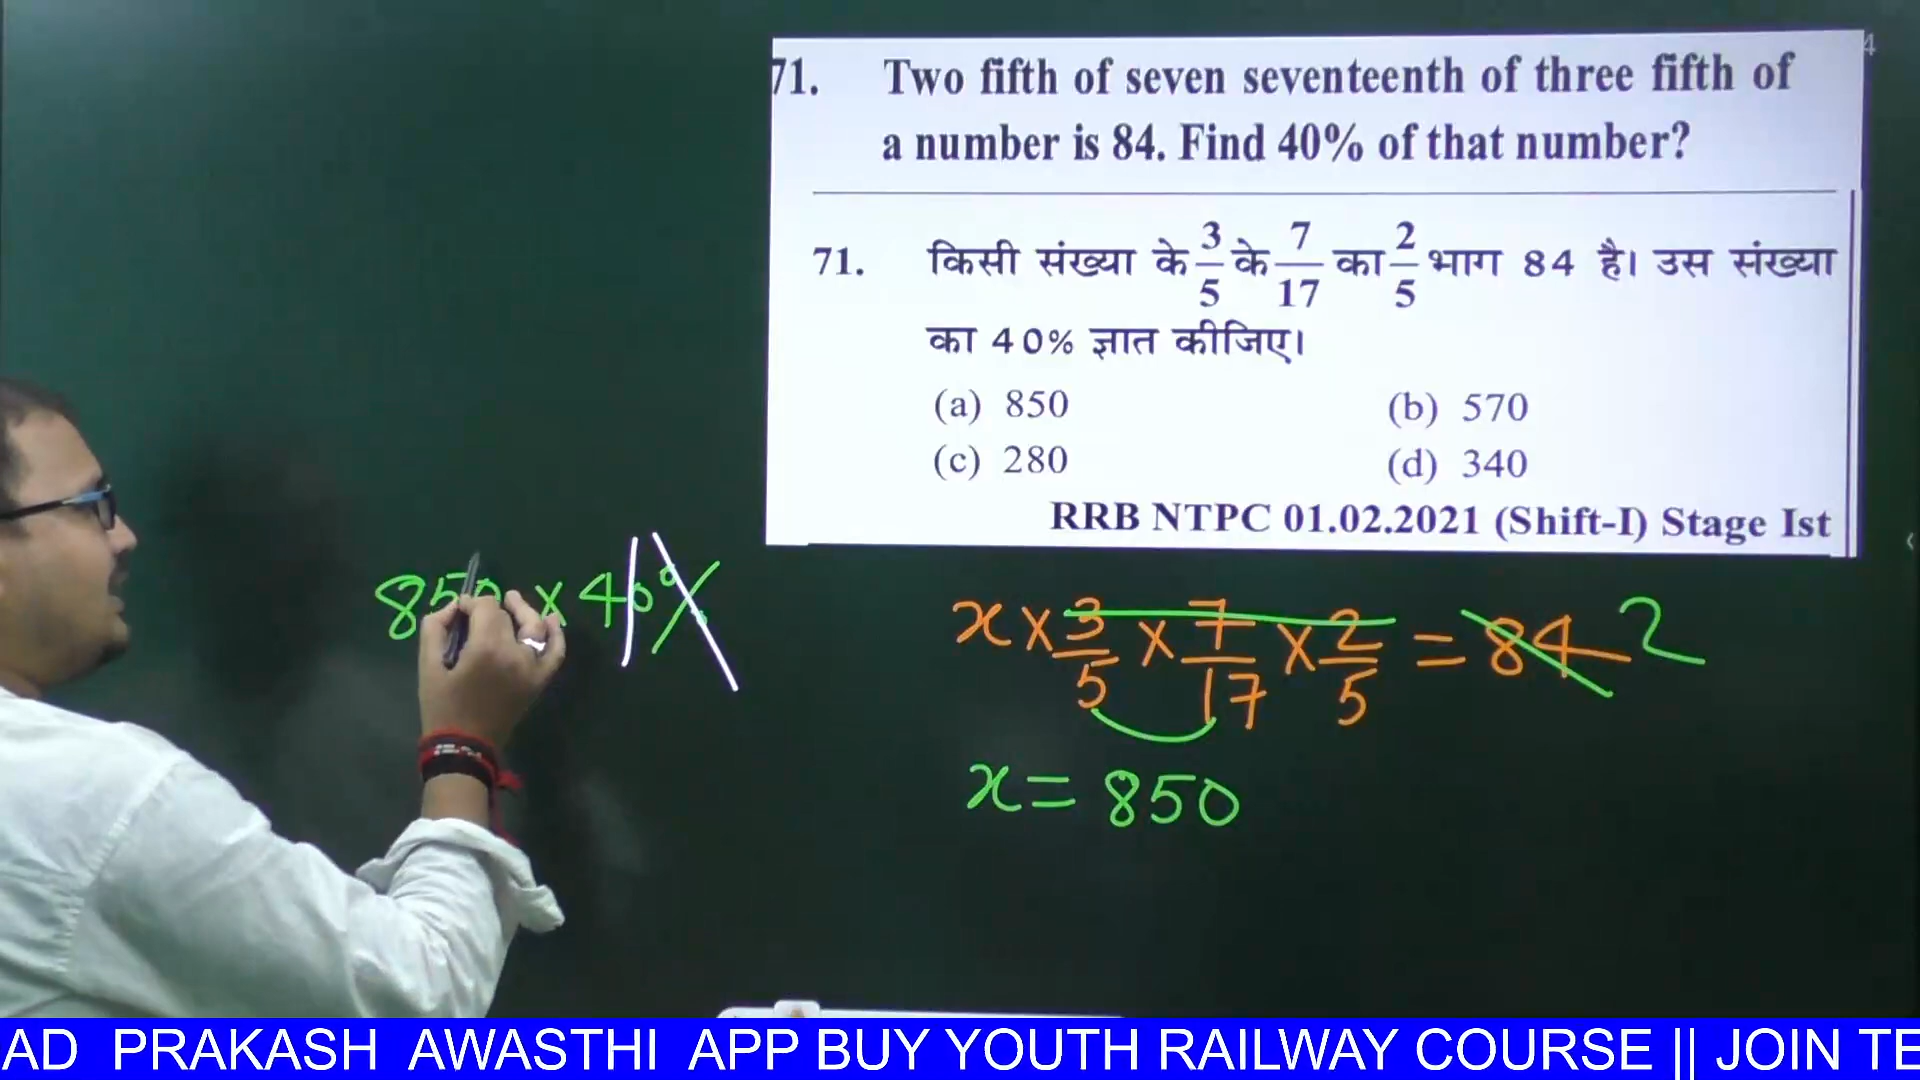 71. Two fifth of seven seventeenth of three fifth of
a number is 84. Find 40% of that number?
71. किसी संख्या के 3/5 के 7/17 का 2/5 भाग 84 है। उस संख्या
का 40% ज्ञात कीजिए।
(a) 850 (b) 570
(c) 280 (d) 340
RRB NTPC 01.02.2021 (Shift-I) Stage Ist
850 x 40%
x × 3/5 × 7/17 × 2/5 = 84 2
x = 850
AD PRAKASH AWASTHI APP BUY YOUTH RAILWAY COURSE || JOIN TE